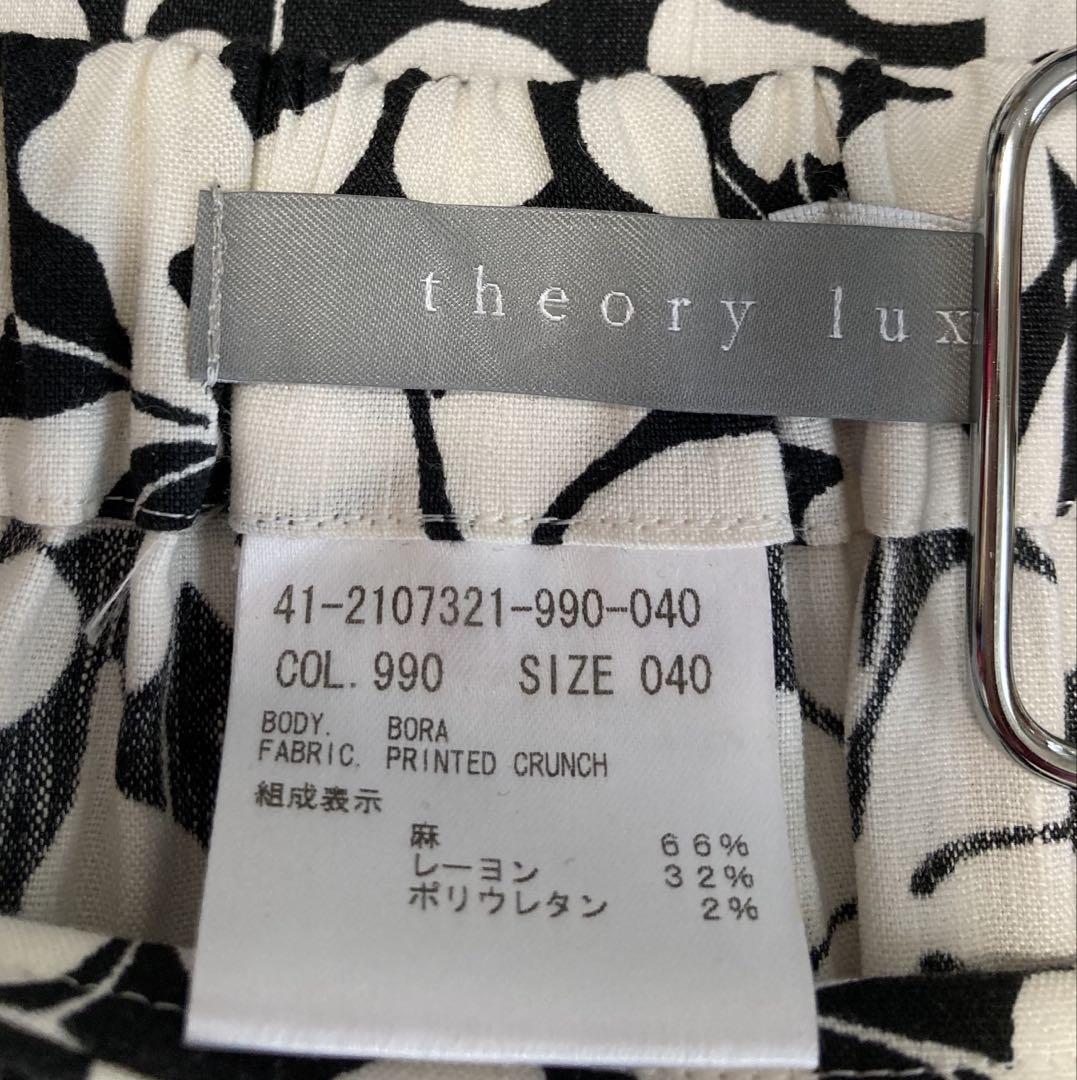 theory lux
41-2107321-990-040
COL. 990 SIZE 040
BODY. BORA
FABRIC. PRINTED CRUNCH
組成表示
麻 66%
レーヨン 32%
ポリウレタン 2%